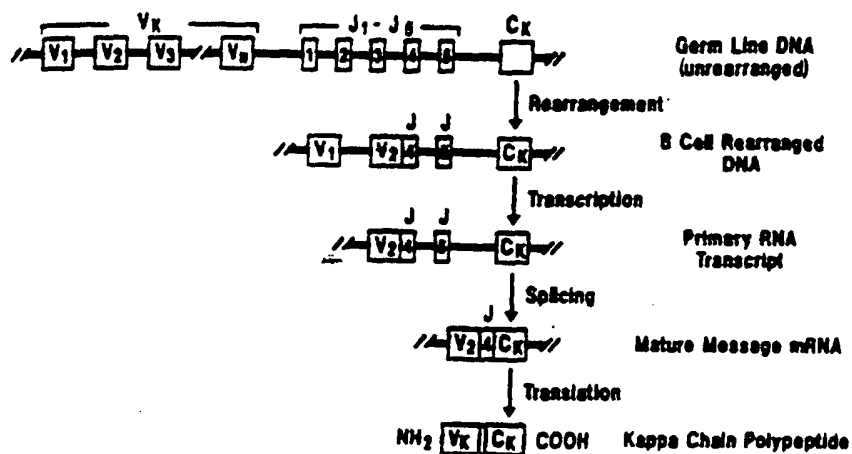 Vκ
J₁ - J₅
Cκ
V₁ V₂ V₃ Vn 1 2 3 4 5
Germ Line DNA
(unrearranged)
Rearrangement
J J
V₁ V₂ 4 5 Cκ
B Cell Rearranged
DNA
Transcription
J J
V₂ 4 5 Cκ
Primary RNA
Transcript
Splicing
J
V₂ 4 Cκ
Mature Message mRNA
Translation
NH₂ Vκ Cκ COOH
Kappa Chain Polypeptide